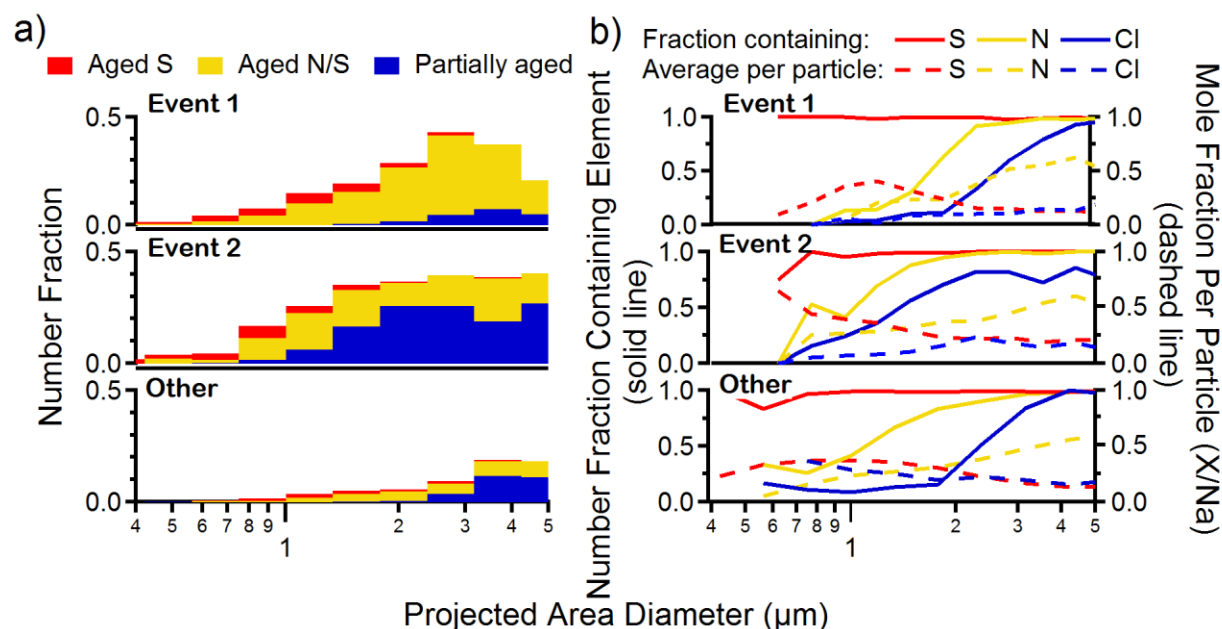 a)
Aged S Aged N/S Partially aged
Number Fraction
Event 1
0.5
0.0
Event 2
0.5
0.0
Other
0.5
0.0
4 5 6 7 8 9 2 3 4 5
1
b)
Fraction containing: S N Cl
Average per particle: S N Cl
Number Fraction Containing Element
(solid line)
Mole Fraction Per Particle (X/Na)
(dashed line)
Event 1
1.0 1.0
0.5 0.5
0.0 0.0
Event 2
1.0 1.0
0.5 0.5
0.0 0.0
Other
1.0 1.0
0.5 0.5
0.0 0.0
4 5 6 7 8 9 2 3 4 5
1
Projected Area Diameter (µm)